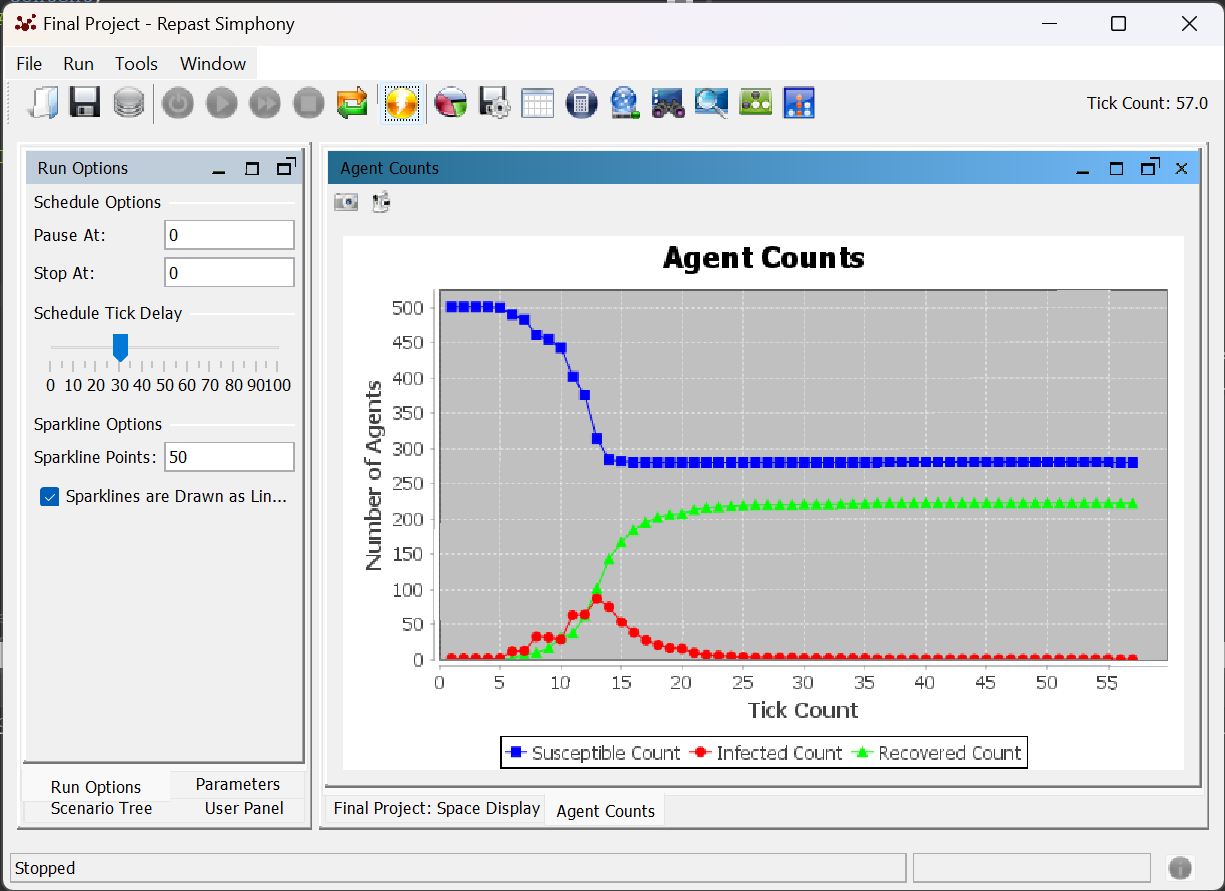 Final Project - Repast Simphony
File Run Tools Window
Tick Count: 57.0
Run Options
Schedule Options
Pause At: 0
Stop At: 0
Schedule Tick Delay
0 10 20 30 40 50 60 70 80 90100
Sparkline Options
Sparkline Points: 50
Sparklines are Drawn as Lin...
Run Options Parameters
Scenario Tree User Panel
Agent Counts
Agent Counts
Number of Agents
500
450
400
350
300
250
200
150
100
50
0
0 5 10 15 20 25 30 35 40 45 50 55
Tick Count
Susceptible Count Infected Count Recovered Count
Final Project: Space Display Agent Counts
Stopped